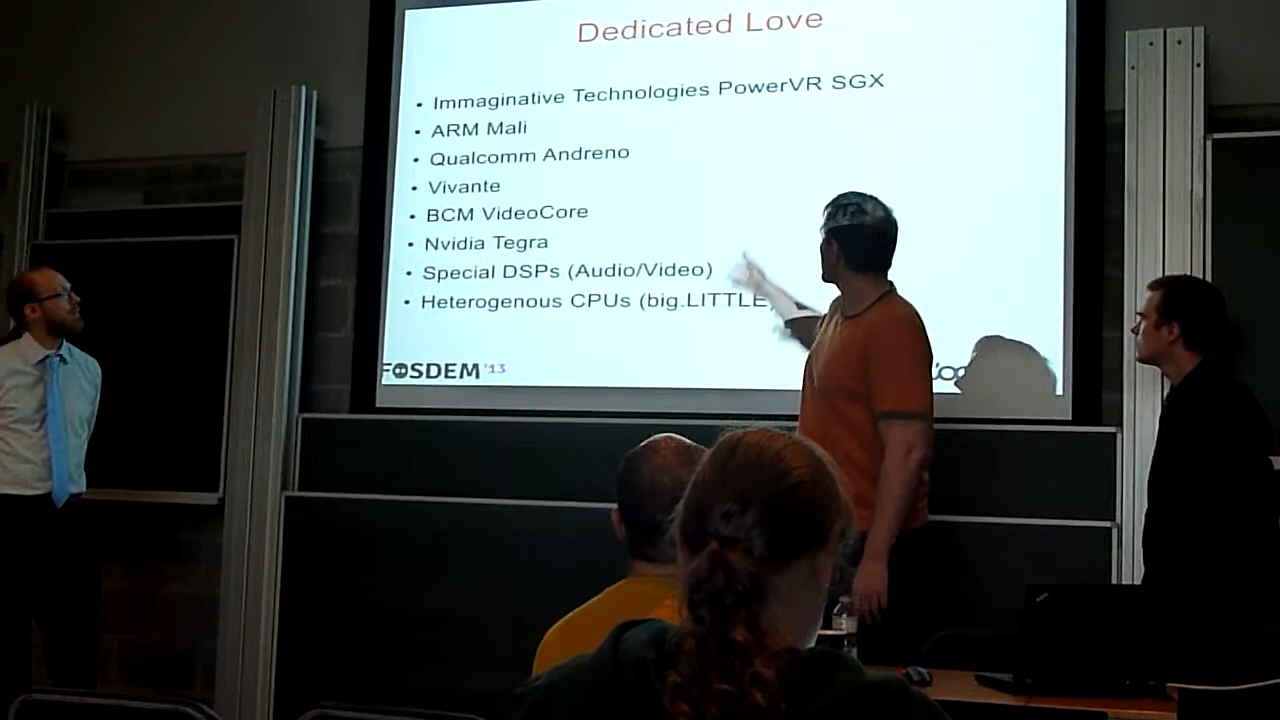 Dedicated Love
• Immaginative Technologies PowerVR SGX
• ARM Mali
• Qualcomm Andreno
• Vivante
• BCM VideoCore
• Nvidia Tegra
• Special DSPs (Audio/Video)
• Heterogenous CPUs (big.LITTLE)
FOSDEM '13